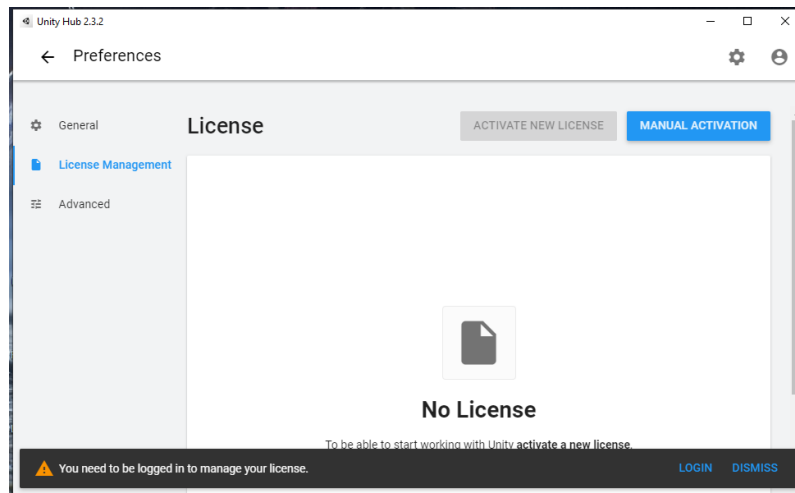 Unity Hub 2.3.2
Preferences
General
License Management
Advanced
License
ACTIVATE NEW LICENSE
MANUAL ACTIVATION
No License
To be able to start working with Unity activate a new license.
You need to be logged in to manage your license.
LOGIN
DISMISS